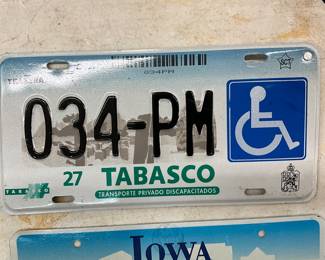 034PM
034-PM
27 TABASCO
TABASCO
TRANSPORTE PRIVADO DISCAPACITADOS
IOWA